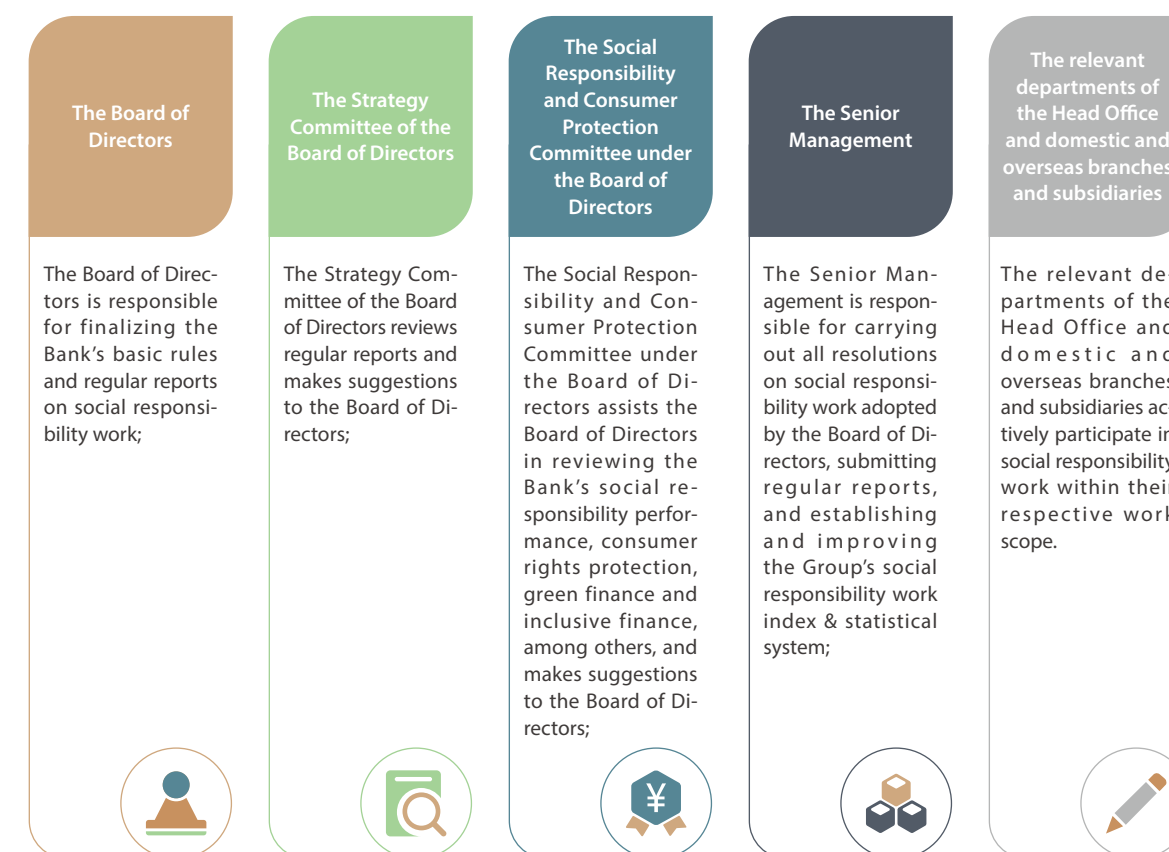 The Board of
Directors
The Board of Direc-
tors is responsible
for finalizing the
Bank's basic rules
and regular reports
on social responsi-
bility work;
The Strategy
Committee of the
Board of Directors
The Strategy Com-
mittee of the Board
of Directors reviews
regular reports and
makes suggestions
to the Board of Di-
rectors;
The Social
Responsibility
and Consumer
Protection
Committee under
the Board of
Directors
The Social Respon-
sibility and Con-
sumer Protection
Committee under
the Board of Di-
rectors assists the
Board of Directors
in reviewing the
Bank's social re-
sponsibility perfor-
mance, consumer
rights protection,
green finance and
inclusive finance,
among others, and
makes suggestions
to the Board of Di-
rectors;
¥
The Senior
Management
The Senior Man-
agement is respon-
sible for carrying
out all resolutions
on social responsi-
bility work adopted
by the Board of Di-
rectors, submitting
regular reports,
and establishing
and improving
the Group's social
responsibility work
index & statistical
system;
The relevant
departments of
the Head Office
and domestic and
overseas branches
and subsidiaries
The relevant de-
partments of the
Head Office and
domestic and
overseas branches
and subsidiaries ac-
tively participate in
social responsibility
work within their
respective work
scope.